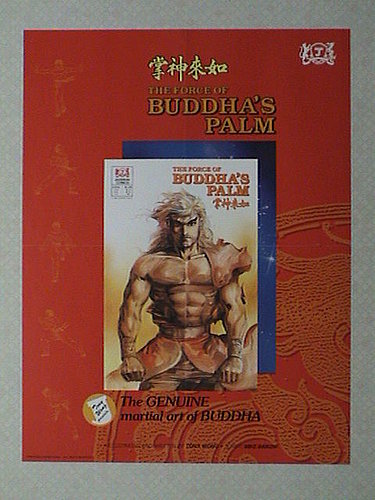 掌神來如
THE FORCE OF
BUDDHA'S
PALM
THE FORCE OF
BUDDHA'S
PALM
掌神來如
The GENUINE
martial art of BUDDHA